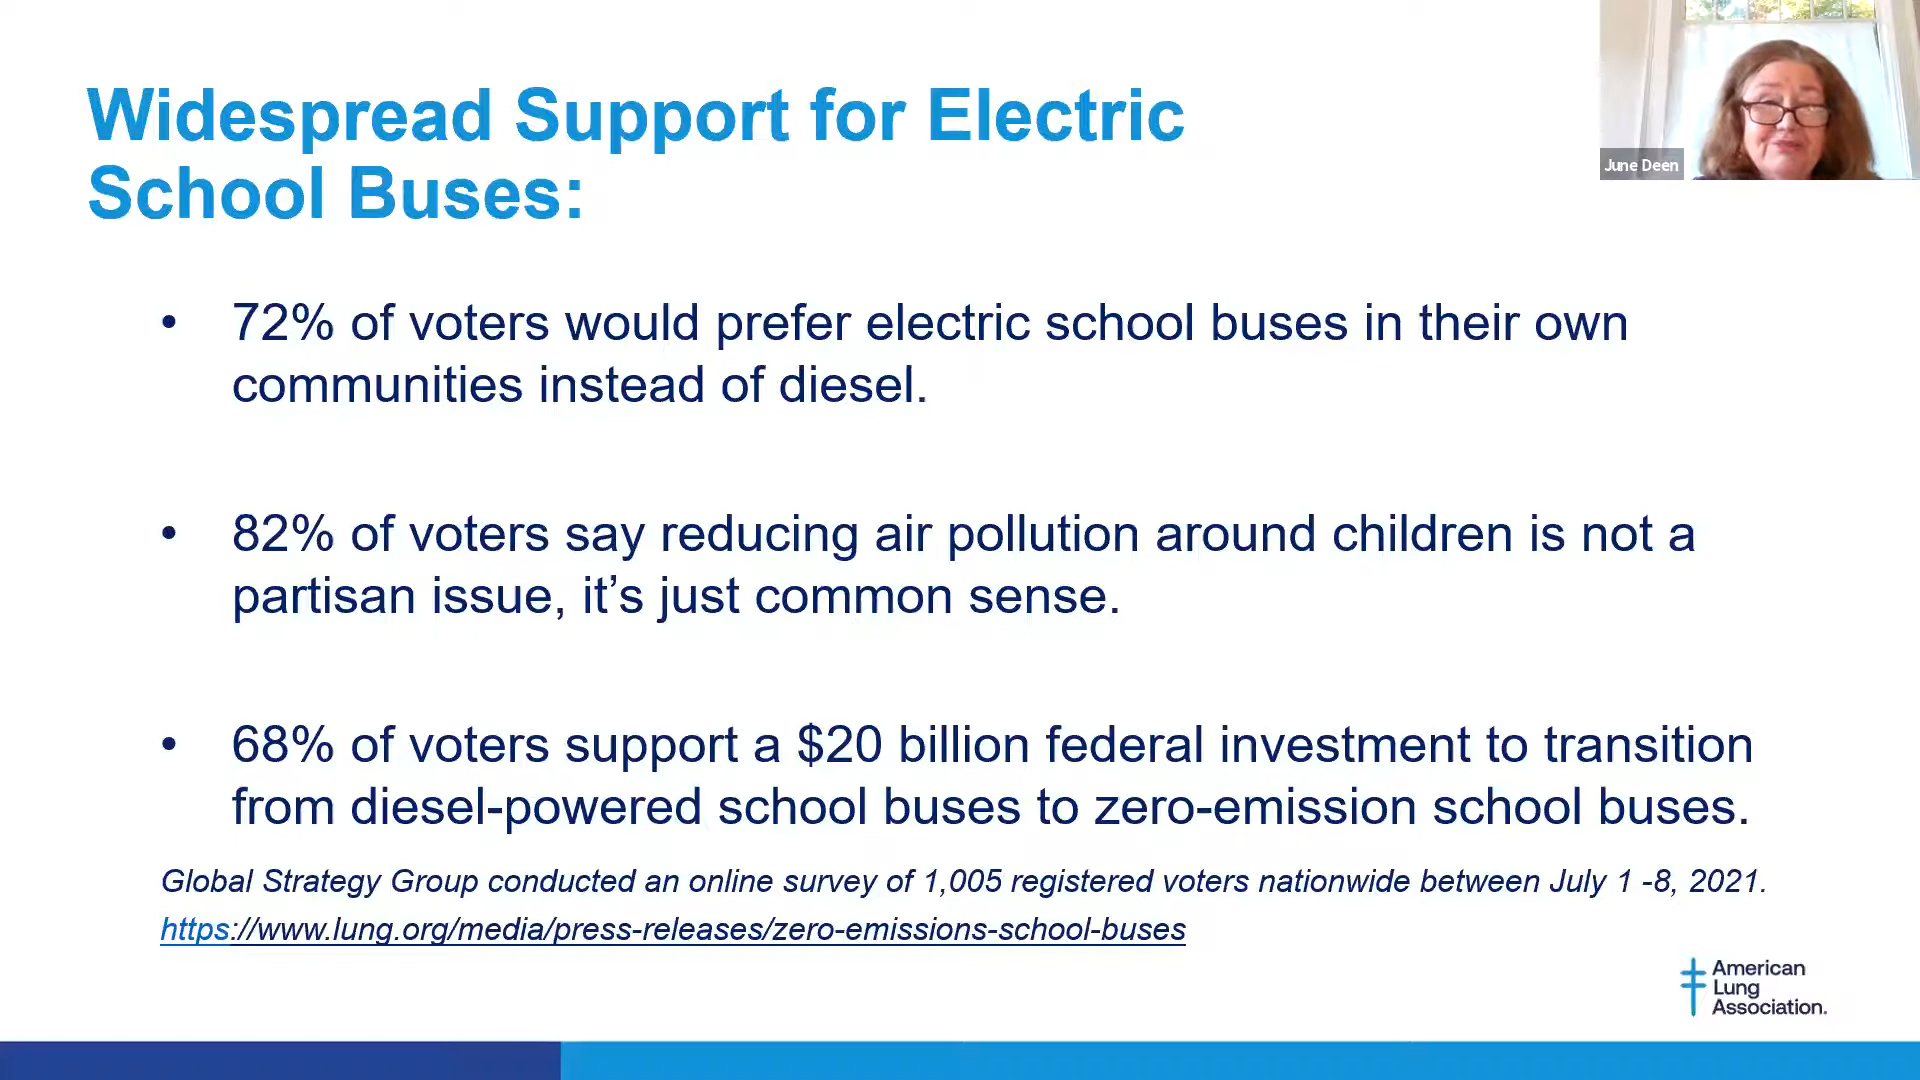 Widespread Support for Electric
School Buses:
June Deen
• 72% of voters would prefer electric school buses in their own
communities instead of diesel.
• 82% of voters say reducing air pollution around children is not a
partisan issue, it’s just common sense.
• 68% of voters support a $20 billion federal investment to transition
from diesel-powered school buses to zero-emission school buses.
Global Strategy Group conducted an online survey of 1,005 registered voters nationwide between July 1 -8, 2021.
https://www.lung.org/media/press-releases/zero-emissions-school-buses
American
Lung
Association.